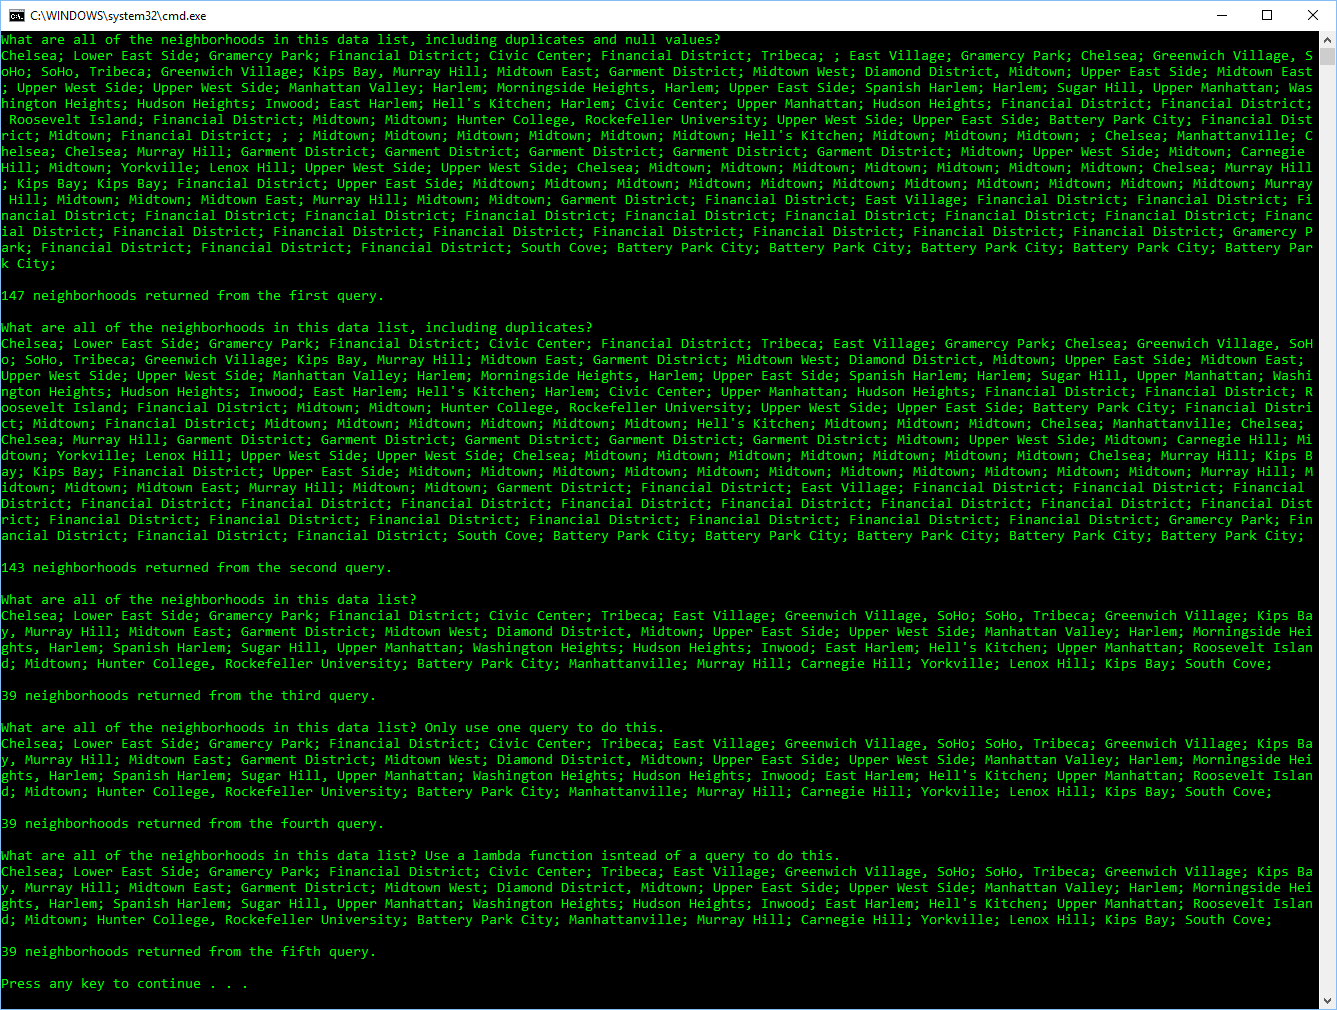 C:\WINDOWS\system32\cmd.exe
What are all of the neighborhoods in this data list, including duplicates and null values?
Chelsea; Lower East Side; Gramercy Park; Financial District; Civic Center; Financial District; Tribeca; ; East Village; Gramercy Park; Chelsea; Greenwich Village, S
oHo; SoHo, Tribeca; Greenwich Village; Kips Bay, Murray Hill; Midtown East; Garment District; Midtown West; Diamond District, Midtown; Upper East Side; Midtown East
; Upper West Side; Upper West Side; Manhattan Valley; Harlem; Morningside Heights, Harlem; Upper East Side; Spanish Harlem; Harlem; Sugar Hill, Upper Manhattan; Was
hington Heights; Hudson Heights; Inwood; East Harlem; Hell's Kitchen; Harlem; Civic Center; Upper Manhattan; Hudson Heights; Financial District; Financial District;
 Roosevelt Island; Financial District; Midtown; Midtown; Hunter College, Rockefeller University; Upper West Side; Upper East Side; Battery Park City; Financial Dist
rict; Midtown; Financial District; ; ; Midtown; Midtown; Midtown; Midtown; Midtown; Midtown; Hell's Kitchen; Midtown; Midtown; Midtown; ; Chelsea; Manhattanville; C
helsea; Chelsea; Murray Hill; Garment District; Garment District; Garment District; Garment District; Garment District; Midtown; Upper West Side; Midtown; Carnegie 
Hill; Midtown; Yorkville; Lenox Hill; Upper West Side; Upper West Side; Chelsea; Midtown; Midtown; Midtown; Midtown; Midtown; Midtown; Midtown; Chelsea; Murray Hill
; Kips Bay; Kips Bay; Financial District; Upper East Side; Midtown; Midtown; Midtown; Midtown; Midtown; Midtown; Midtown; Midtown; Midtown; Midtown; Midtown; Murray
 Hill; Midtown; Midtown; Midtown East; Murray Hill; Midtown; Midtown; Garment District; Financial District; East Village; Financial District; Financial District; Fi
nancial District; Financial District; Financial District; Financial District; Financial District; Financial District; Financial District; Financial District; Financ
ial District; Financial District; Financial District; Financial District; Financial District; Financial District; Financial District; Financial District; Gramercy P
ark; Financial District; Financial District; Financial District; South Cove; Battery Park City; Battery Park City; Battery Park City; Battery Park City; Battery Par
k City;
147 neighborhoods returned from the first query.
What are all of the neighborhoods in this data list, including duplicates?
Chelsea; Lower East Side; Gramercy Park; Financial District; Civic Center; Financial District; Tribeca; East Village; Gramercy Park; Chelsea; Greenwich Village, SoH
o; SoHo, Tribeca; Greenwich Village; Kips Bay, Murray Hill; Midtown East; Garment District; Midtown West; Diamond District, Midtown; Upper East Side; Midtown East;
Upper West Side; Upper West Side; Manhattan Valley; Harlem; Morningside Heights, Harlem; Upper East Side; Spanish Harlem; Harlem; Sugar Hill, Upper Manhattan; Washi
ngton Heights; Hudson Heights; Inwood; East Harlem; Hell's Kitchen; Harlem; Civic Center; Upper Manhattan; Hudson Heights; Financial District; Financial District; R
oosevelt Island; Financial District; Midtown; Midtown; Hunter College, Rockefeller University; Upper West Side; Upper East Side; Battery Park City; Financial Distri
ct; Midtown; Financial District; Midtown; Midtown; Midtown; Midtown; Midtown; Midtown; Hell's Kitchen; Midtown; Midtown; Midtown; Chelsea; Manhattanville; Chelsea;
Chelsea; Murray Hill; Garment District; Garment District; Garment District; Garment District; Garment District; Midtown; Upper West Side; Midtown; Carnegie Hill; Mi
dtown; Yorkville; Lenox Hill; Upper West Side; Upper West Side; Chelsea; Midtown; Midtown; Midtown; Midtown; Midtown; Midtown; Midtown; Chelsea; Murray Hill; Kips B
ay; Kips Bay; Financial District; Upper East Side; Midtown; Midtown; Midtown; Midtown; Midtown; Midtown; Midtown; Midtown; Midtown; Midtown; Midtown; Murray Hill; M
idtown; Midtown; Midtown East; Murray Hill; Midtown; Midtown; Garment District; Financial District; East Village; Financial District; Financial District; Financial 
District; Financial District; Financial District; Financial District; Financial District; Financial District; Financial District; Financial District; Financial Dist
rict; Financial District; Financial District; Financial District; Financial District; Financial District; Financial District; Financial District; Gramercy Park; Fin
ancial District; Financial District; Financial District; South Cove; Battery Park City; Battery Park City; Battery Park City; Battery Park City; Battery Park City;
143 neighborhoods returned from the second query.
What are all of the neighborhoods in this data list?
Chelsea; Lower East Side; Gramercy Park; Financial District; Civic Center; Tribeca; East Village; Greenwich Village, SoHo; SoHo, Tribeca; Greenwich Village; Kips Ba
y, Murray Hill; Midtown East; Garment District; Midtown West; Diamond District, Midtown; Upper East Side; Upper West Side; Manhattan Valley; Harlem; Morningside Hei
ghts, Harlem; Spanish Harlem; Sugar Hill, Upper Manhattan; Washington Heights; Hudson Heights; Inwood; East Harlem; Hell's Kitchen; Upper Manhattan; Roosevelt Islan
d; Midtown; Hunter College, Rockefeller University; Battery Park City; Manhattanville; Murray Hill; Carnegie Hill; Yorkville; Lenox Hill; Kips Bay; South Cove;
39 neighborhoods returned from the third query.
What are all of the neighborhoods in this data list? Only use one query to do this.
Chelsea; Lower East Side; Gramercy Park; Financial District; Civic Center; Tribeca; East Village; Greenwich Village, SoHo; SoHo, Tribeca; Greenwich Village; Kips Ba
y, Murray Hill; Midtown East; Garment District; Midtown West; Diamond District, Midtown; Upper East Side; Upper West Side; Manhattan Valley; Harlem; Morningside Hei
ghts, Harlem; Spanish Harlem; Sugar Hill, Upper Manhattan; Washington Heights; Hudson Heights; Inwood; East Harlem; Hell's Kitchen; Upper Manhattan; Roosevelt Islan
d; Midtown; Hunter College, Rockefeller University; Battery Park City; Manhattanville; Murray Hill; Carnegie Hill; Yorkville; Lenox Hill; Kips Bay; South Cove;
39 neighborhoods returned from the fourth query.
What are all of the neighborhoods in this data list? Use a lambda function isntead of a query to do this.
Chelsea; Lower East Side; Gramercy Park; Financial District; Civic Center; Tribeca; East Village; Greenwich Village, SoHo; SoHo, Tribeca; Greenwich Village; Kips Ba
y, Murray Hill; Midtown East; Garment District; Midtown West; Diamond District, Midtown; Upper East Side; Upper West Side; Manhattan Valley; Harlem; Morningside Hei
ghts, Harlem; Spanish Harlem; Sugar Hill, Upper Manhattan; Washington Heights; Hudson Heights; Inwood; East Harlem; Hell's Kitchen; Upper Manhattan; Roosevelt Islan
d; Midtown; Hunter College, Rockefeller University; Battery Park City; Manhattanville; Murray Hill; Carnegie Hill; Yorkville; Lenox Hill; Kips Bay; South Cove;
39 neighborhoods returned from the fifth query.
Press any key to continue . . .